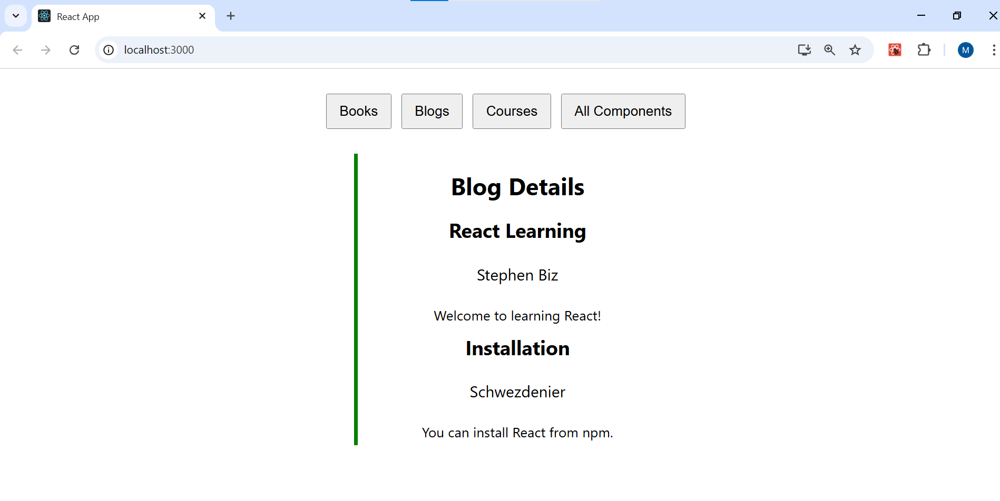 React App
localhost:3000
M
Books Blogs Courses All Components
Blog Details
React Learning
Stephen Biz
Welcome to learning React!
Installation
Schwezdenier
You can install React from npm.